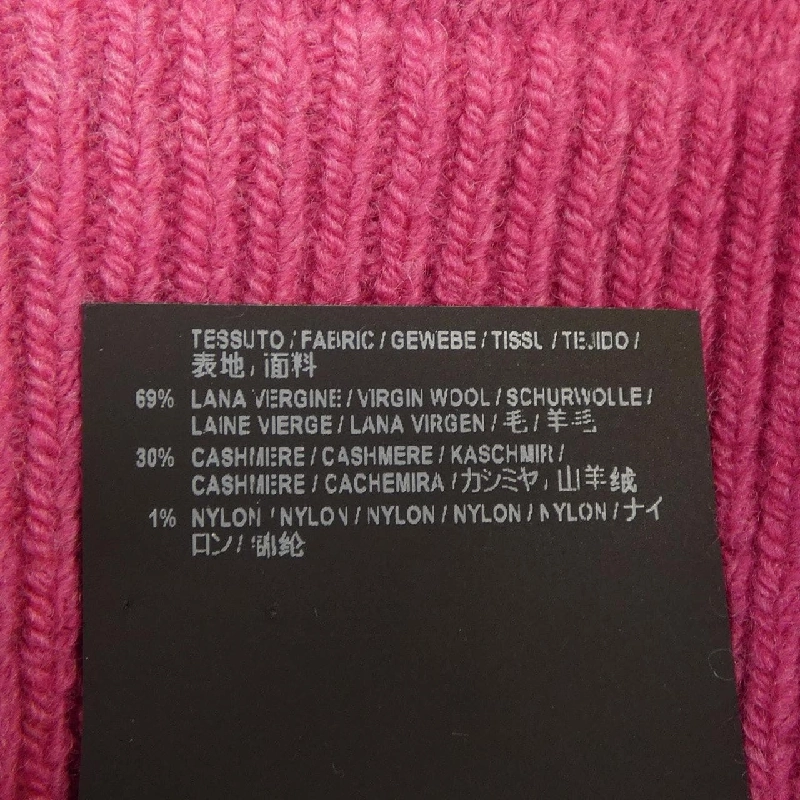 TESSUTO / FABRIC / GEWEBE / TISSU / TEJIDO /
表地, 面料
69% LANA VERGINE / VIRGIN WOOL / SCHURWOLLE /
LAINE VIERGE / LANA VIRGEN / 毛 / 羊毛
30% CASHMERE / CASHMERE / KASCHMIR /
CASHMERE / CACHEMIRA / カシミヤ, 山羊绒
1% NYLON / NYLON / NYLON / NYLON / NYLON / ナイ
ロン / 锦纶